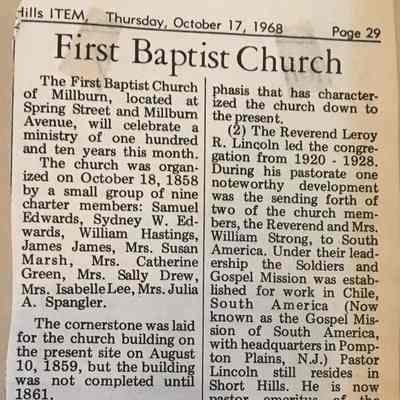 Hills ITEM, Thursday, October 17, 1968 Page 29
First Baptist Church
The First Baptist Church
of Millburn, located at
Spring Street and Millburn
Avenue, will celebrate a
ministry of one hundred
and ten years this month.
The church was organ-
ized on October 18, 1858
by a small group of nine
charter members: Samuel
Edwards, Sydney W. Ed-
wards, William Hastings,
James James, Mrs. Susan
Marsh, Mrs. Catherine
Green, Mrs. Sally Drew,
Mrs. Isabelle Lee, Mrs. Julia
A. Spangler.
The cornerstone was laid
for the church building on
the present site on August
10, 1859, but the building
was not completed until
1861.
phasis that has character-
ized the church down to
the present.
(2) The Reverend Leroy
R. Lincoln led the congre-
gation from 1920 - 1928.
During his pastorate one
noteworthy development
was the sending forth of
two of the church mem-
bers, the Reverend and Mrs.
William Strong, to South
America. Under their lead-
ership the Soldiers and
Gospel Mission was estab-
lished for work in Chile,
South America (Now
known as the Gospel Mis-
sion of South America,
with headquarters in Pomp-
ton Plains, N.J.) Pastor
Lincoln still resides in
Short Hills. He is now
pastor emeritus of the